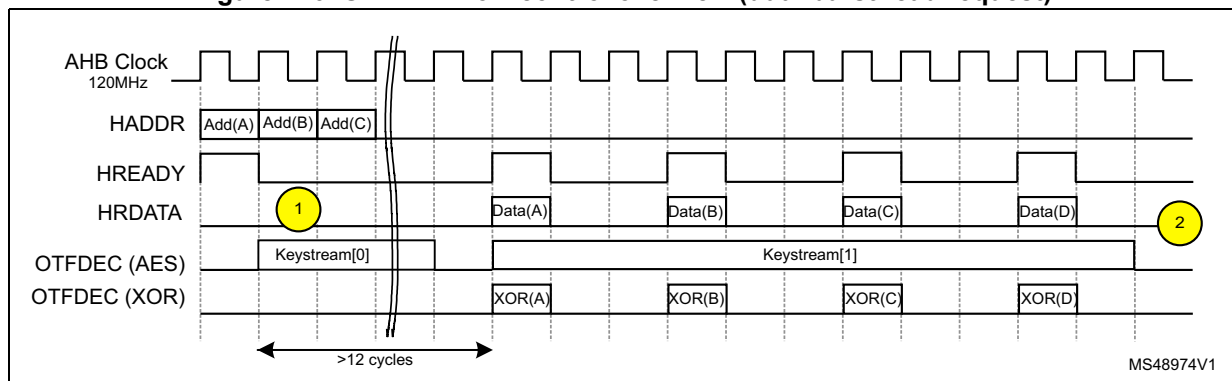 AHB Clock
120MHz
HADDR
Add(A) Add(B) Add(C)
HREADY
HRDATA
1
Data(A) Data(B) Data(C) Data(D)
2
OTFDEC (AES)
Keystream[0] Keystream[1]
OTFDEC (XOR)
XOR(A) XOR(B) XOR(C) XOR(D)
>12 cycles
MS48974V1